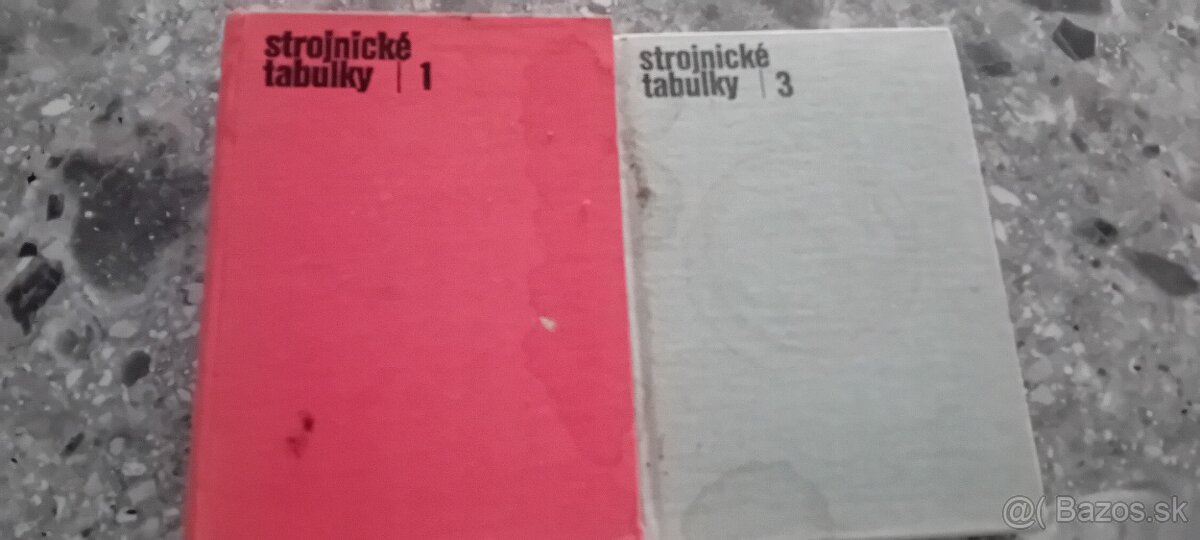 strojnické
tabulky | 1
strojnické
tabulky | 3
@( Bazos.sk